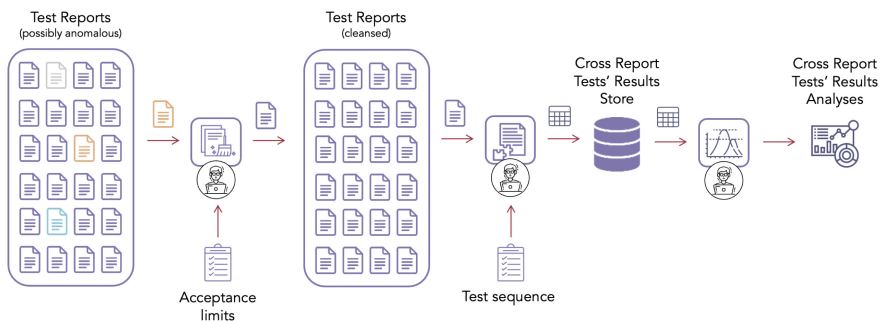 Test Reports
(possibly anomalous)
Test Reports
(cleansed)
Cross Report
Tests' Results
Store
Cross Report
Tests' Results
Analyses
Acceptance
limits
Test sequence